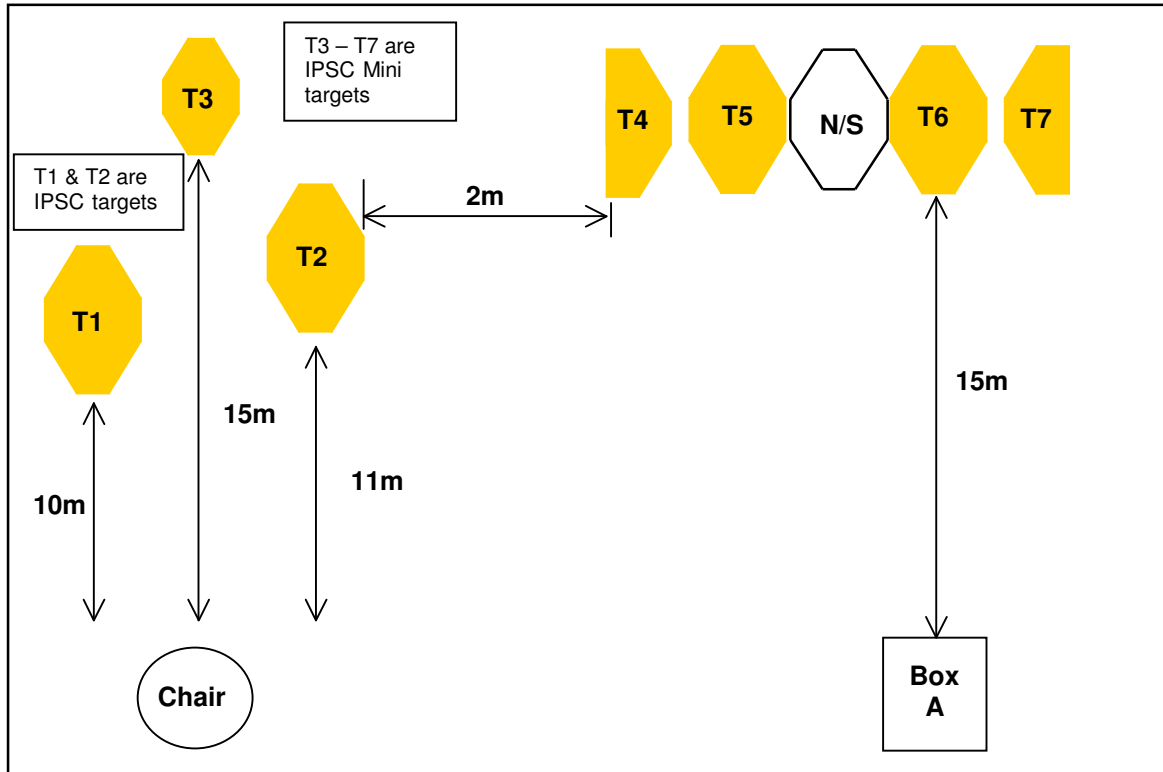 T3 – T7 are
IPSC Mini
targets
T3
T4
T5
N/S
T6
T7
T1 & T2 are
IPSC targets
2m
T2
T1
15m
15m
11m
10m
Chair
Box
A